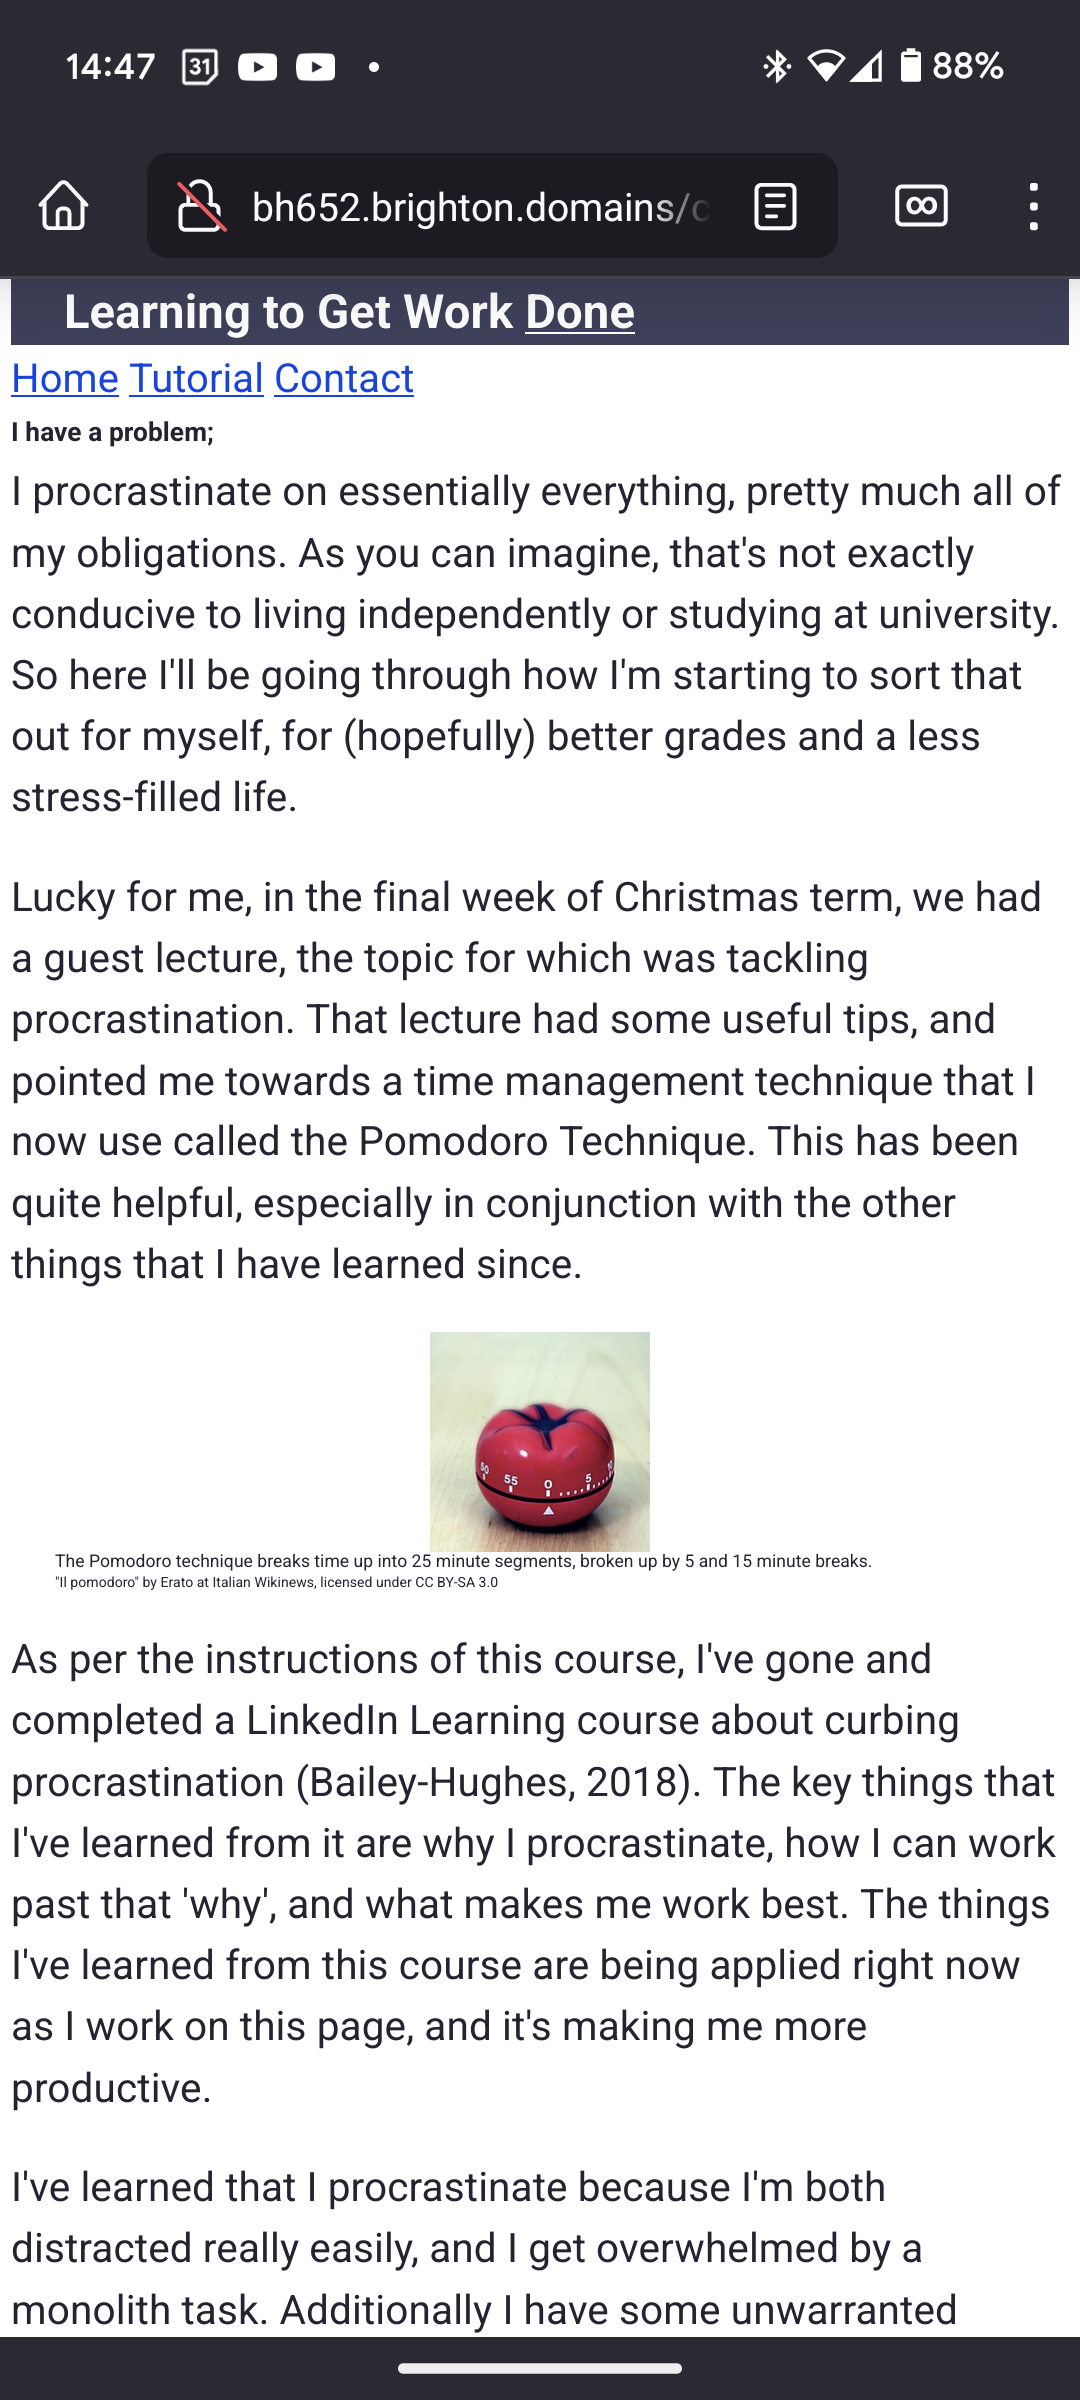 14:47 31 88%
bh652.brighton.domains/c
Learning to Get Work Done
Home Tutorial Contact
I have a problem;
I procrastinate on essentially everything, pretty much all of
my obligations. As you can imagine, that's not exactly
conducive to living independently or studying at university.
So here I'll be going through how I'm starting to sort that
out for myself, for (hopefully) better grades and a less
stress-filled life.
Lucky for me, in the final week of Christmas term, we had
a guest lecture, the topic for which was tackling
procrastination. That lecture had some useful tips, and
pointed me towards a time management technique that I
now use called the Pomodoro Technique. This has been
quite helpful, especially in conjunction with the other
things that I have learned since.
50 55 0 5 10
The Pomodoro technique breaks time up into 25 minute segments, broken up by 5 and 15 minute breaks.
"Il pomodoro" by Erato at Italian Wikinews, licensed under CC BY-SA 3.0
As per the instructions of this course, I've gone and
completed a LinkedIn Learning course about curbing
procrastination (Bailey-Hughes, 2018). The key things that
I've learned from it are why I procrastinate, how I can work
past that 'why', and what makes me work best. The things
I've learned from this course are being applied right now
as I work on this page, and it's making me more
productive.
I've learned that I procrastinate because I'm both
distracted really easily, and I get overwhelmed by a
monolith task. Additionally I have some unwarranted